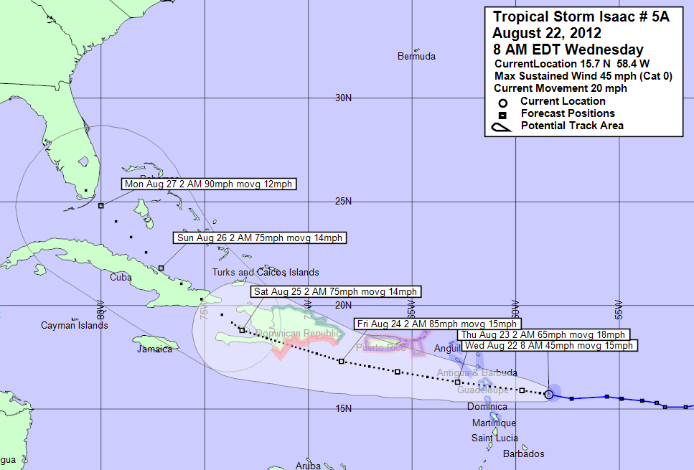 Tropical Storm Isaac # 5A
August 22, 2012
8 AM EDT Wednesday
CurrentLocation 15.7 N 58.4 W
Max Sustained Wind 45 mph (Cat 0)
Current Movement 20 mph
Current Location
Forecast Positions
Potential Track Area
Bermuda
30N
25N
Mon Aug 27 2 AM 90mph movg 12mph
Sun Aug 26 2 AM 75mph movg 14mph
Cuba
Turks and Caicos Islands
Sat Aug 25 2 AM 75mph movg 14mph
20N
Cayman Islands
Jamaica
75W
Dominican Republic
Fri Aug 24 2 AM 85mph movg 15mph
Puerto Rico
Thu Aug 23 2 AM 65mph movg 18mph
Wed Aug 22 8 AM 45mph movg 15mph
Anguil
Antigua & Barbuda
Guadeloupe
15N
Dominica
Martinique
Saint Lucia
Barbados
Aruba
gua